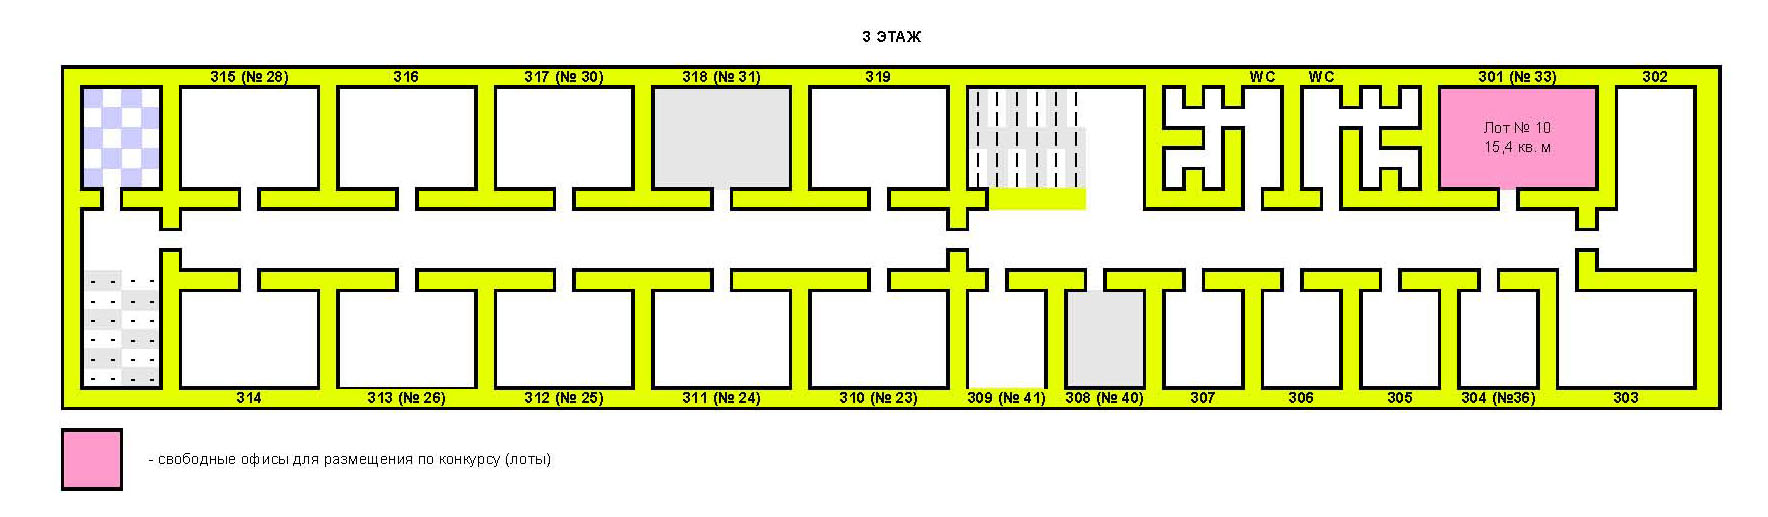 3 ЭТАЖ
315 (№ 28) 316 317 (№ 30) 318 (№ 31) 319 WC WC 301 (№ 33) 302
Лот № 10
15,4 кв. м
314 313 (№ 26) 312 (№ 25) 311 (№ 24) 310 (№ 23) 309 (№ 41) 308 (№ 40) 307 306 305 304 (№36) 303
- свободные офисы для размещения по конкурсу (лоты)